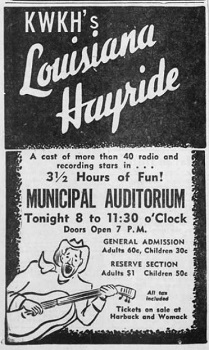 KWKH's
Louisiana
Hayride
A cast of more than 40 radio and
recording stars in . . .
3½ Hours of Fun!
MUNICIPAL AUDITORIUM
Tonight 8 to 11:30 o'Clock
Doors Open 7 P.M.
GENERAL ADMISSION
Adults 60c, Children 30c
RESERVE SECTION
Adults $1 Children 50c
All tax
included
Tickets on sale at
Harbuck and Womack